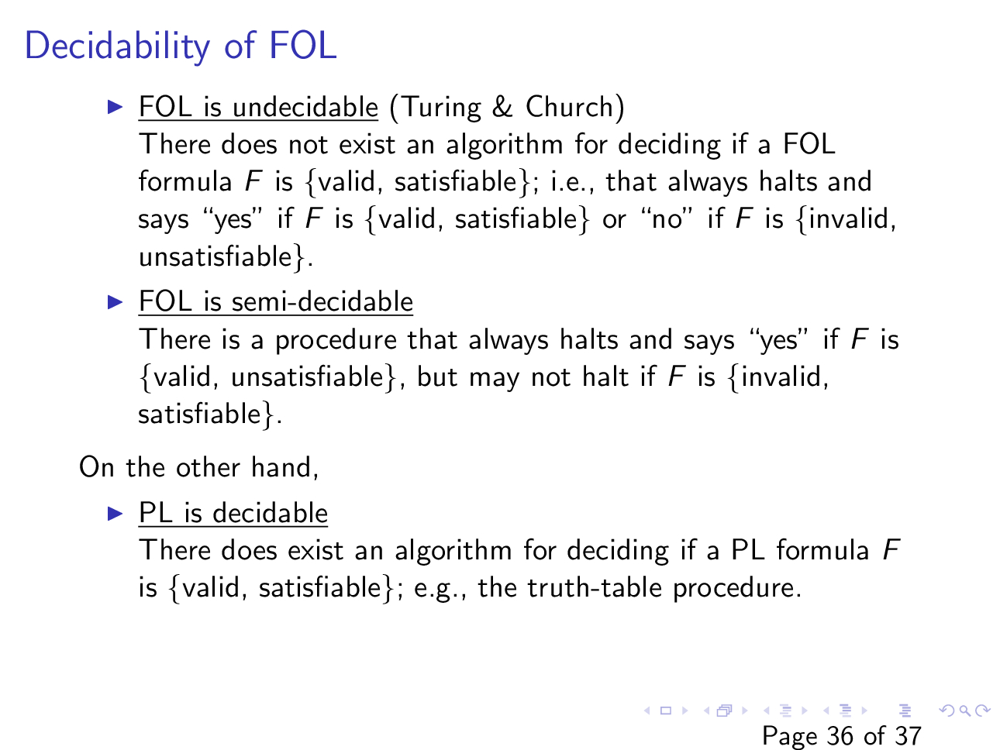 Decidability of FOL
▶ FOL is undecidable (Turing & Church)
There does not exist an algorithm for deciding if a FOL
formula F is {valid, satisfiable}; i.e., that always halts and
says “yes” if F is {valid, satisfiable} or “no” if F is {invalid,
unsatisfiable}.
▶ FOL is semi-decidable
There is a procedure that always halts and says “yes” if F is
{valid, unsatisfiable}, but may not halt if F is {invalid,
satisfiable}.
On the other hand,
▶ PL is decidable
There does exist an algorithm for deciding if a PL formula F
is {valid, satisfiable}; e.g., the truth-table procedure.
Page 36 of 37